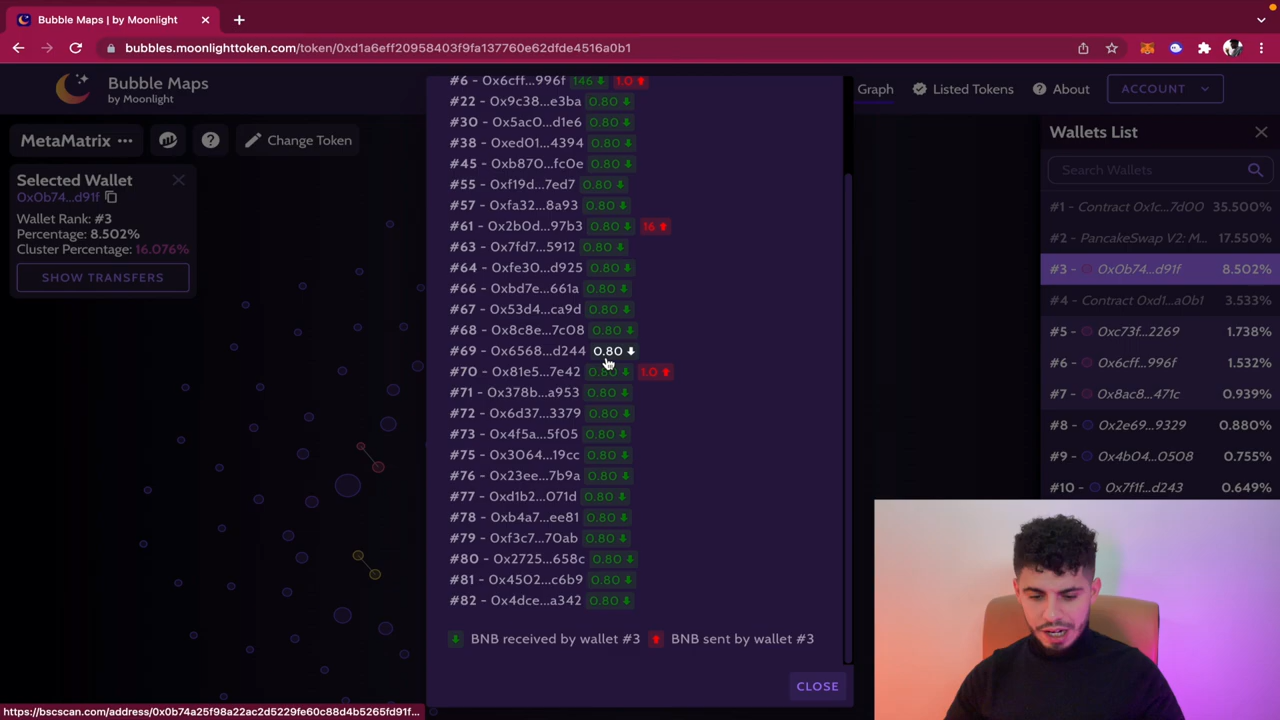 Bubble Maps | by Moonlight
bubbles.moonlighttoken.com/token/0xd1a6eff20958403f9fa137760e62dfde4516a0b1
Bubble Maps
by Moonlight
Graph
Listed Tokens
About
ACCOUNT
MetaMatrix
Change Token
Selected Wallet
0x0b74...d91f
Wallet Rank: #3
Percentage: 8.502%
Cluster Percentage: 16.076%
SHOW TRANSFERS
#6 - 0x6cff...996f 146 1.0
#22 - 0x9c38...e3ba 0.80
#30 - 0x5ac0...d1e6 0.80
#38 - 0xed01...4394 0.80
#45 - 0xb870...fc0e 0.80
#55 - 0xf19d...7ed7 0.80
#57 - 0xfa32...8a93 0.80
#61 - 0x2b0d...97b3 0.80 16
#63 - 0x7fd7...5912 0.80
#64 - 0xfe30...d925 0.80
#66 - 0xbd7e...661a 0.80
#67 - 0x53d4...ca9d 0.80
#68 - 0x8c8e...7c08 0.80
#69 - 0x6568...d244 0.80
#70 - 0x81e5...7e42 0.80 1.0
#71 - 0x378b...a953 0.80
#72 - 0x6d37...3379 0.80
#73 - 0x4f5a...5f05 0.80
#75 - 0x3064...19cc 0.80
#76 - 0x23ee...7b9a 0.80
#77 - 0xd1b2...071d 0.80
#78 - 0xb4a7...ee81 0.80
#79 - 0xf3c7...70ab 0.80
#80 - 0x2725...658c 0.80
#81 - 0x4502...c6b9 0.80
#82 - 0x4dce...a342 0.80
BNB received by wallet #3 BNB sent by wallet #3
CLOSE
Wallets List
Search Wallets
#1 - Contract 0x1c...7d00 35.500%
#2 - PancakeSwap V2: M... 17.550%
#3 - 0x0b74...d91f 8.502%
#4 - Contract 0xd1...a0b1 3.533%
#5 - 0xc73f...2269 1.738%
#6 - 0x6cff...996f 1.532%
#7 - 0x8ac8...471c 0.939%
#8 - 0x2e69...9329 0.880%
#9 - 0x4b04...0508 0.755%
#10 - 0x7f1f...d243 0.649%
https://bscscan.com/address/0x0b74a25f98a22ac2d5229fe60c88d4b5265fd91f...